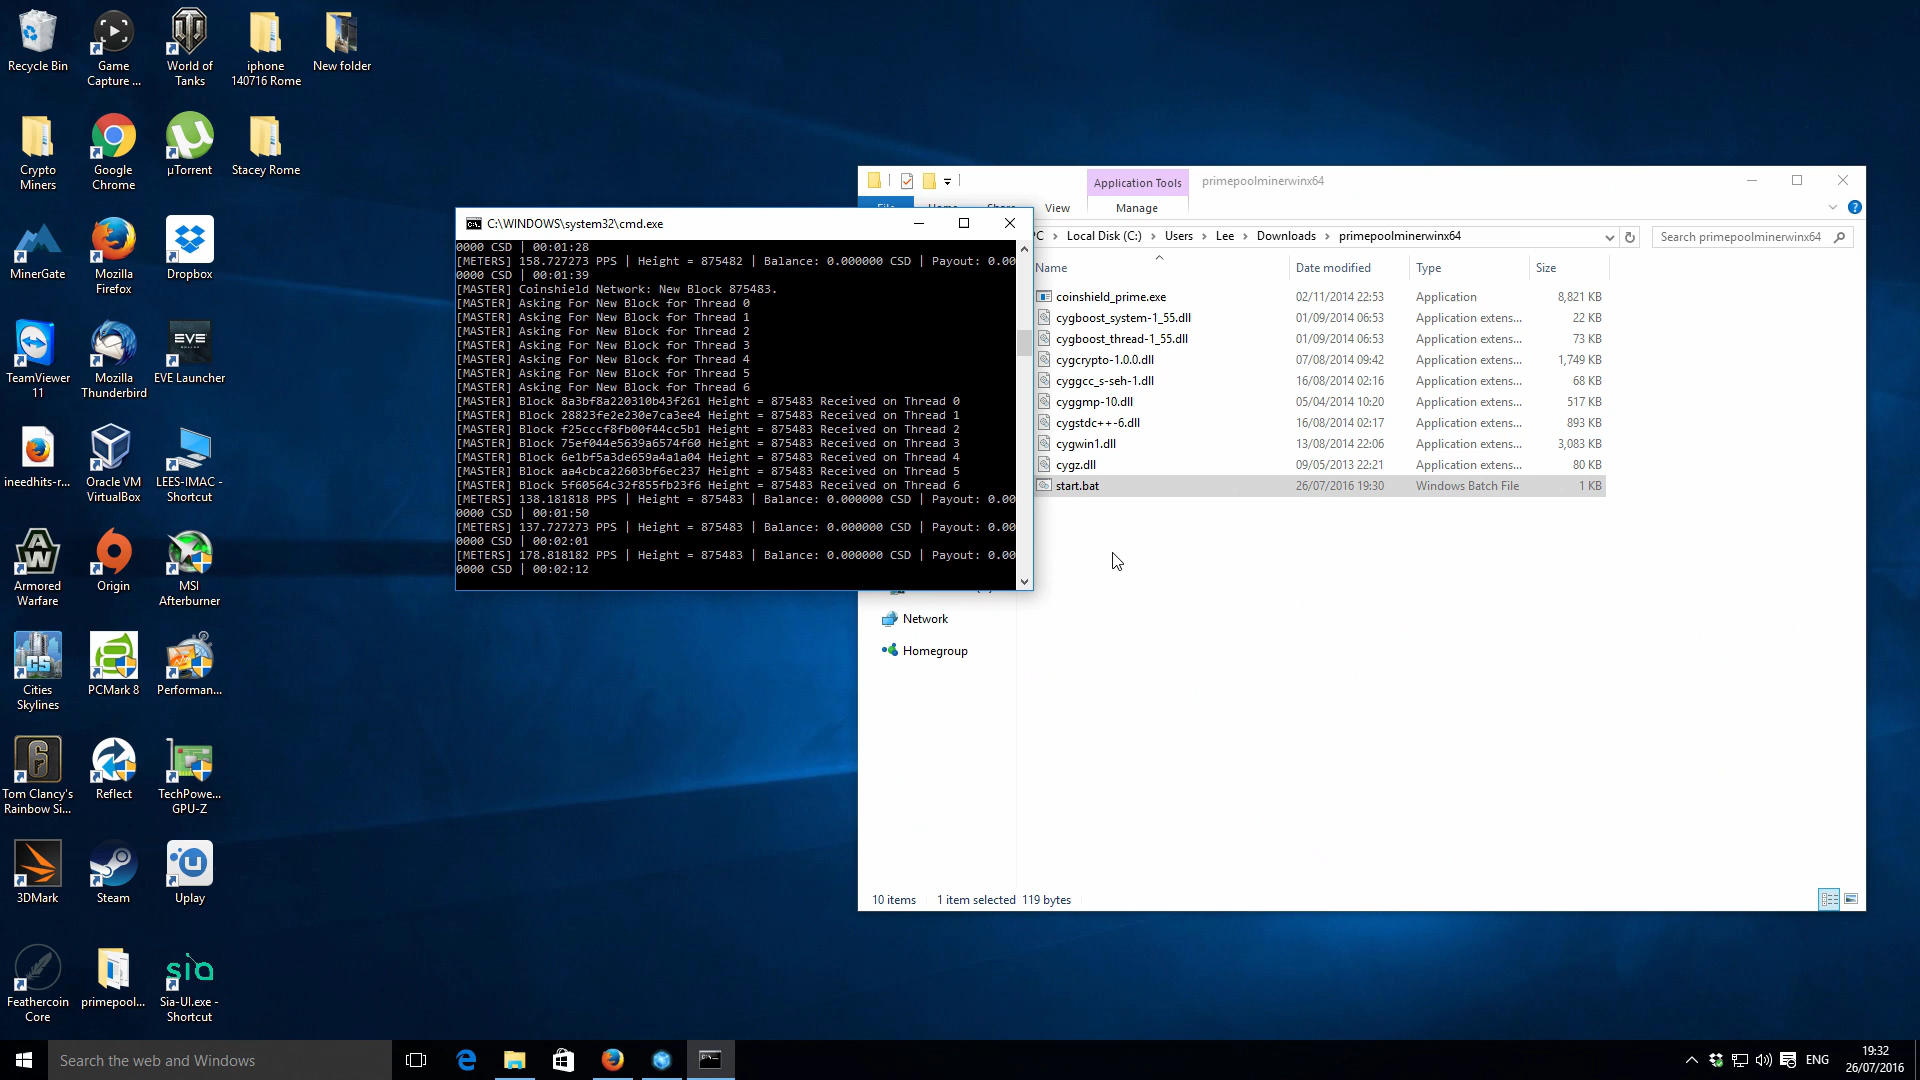 Recycle Bin
Game
Capture ...
World of
Tanks
iphone
140716 Rome
New folder
Crypto
Miners
Google
Chrome
µTorrent
Stacey Rome
MinerGate
Mozilla
Firefox
Dropbox
TeamViewer
11
Mozilla
Thunderbird
EVE
EVE Launcher
ineedhits-r...
Oracle VM
VirtualBox
LEES-IMAC -
Shortcut
Armored
Warfare
Origin
MSI
Afterburner
CS
Cities
Skylines
PCMark 8
Performan...
6
Tom Clancy's
Rainbow Si...
Reflect
TechPowe...
GPU-Z
3DMark
Steam
Uplay
Feathercoin
Core
primepool...
sia
Sia-UI.exe -
Shortcut
C:\WINDOWS\system32\cmd.exe
0000 CSD | 00:01:28
[METERS] 158.727273 PPS | Height = 875482 | Balance: 0.000000 CSD | Payout: 0.00
0000 CSD | 00:01:39
[MASTER] Coinshield Network: New Block 875483.
[MASTER] Asking For New Block for Thread 0
[MASTER] Asking For New Block for Thread 1
[MASTER] Asking For New Block for Thread 2
[MASTER] Asking For New Block for Thread 3
[MASTER] Asking For New Block for Thread 4
[MASTER] Asking For New Block for Thread 5
[MASTER] Asking For New Block for Thread 6
[MASTER] Block 8a3bf8a220310b43f261 Height = 875483 Received on Thread 0
[MASTER] Block 28823fe2e230e7ca3ee4 Height = 875483 Received on Thread 1
[MASTER] Block f25cccf8fb00f44cc5b1 Height = 875483 Received on Thread 2
[MASTER] Block 75ef044e5639a6574f60 Height = 875483 Received on Thread 3
[MASTER] Block 6e1bf5a3de659a4a1a04 Height = 875483 Received on Thread 4
[MASTER] Block aa4cbca22603bf6ec237 Height = 875483 Received on Thread 5
[MASTER] Block 5f60564c32f855fb23f6 Height = 875483 Received on Thread 6
[METERS] 138.181818 PPS | Height = 875483 | Balance: 0.000000 CSD | Payout: 0.00
0000 CSD | 00:01:50
[METERS] 137.727273 PPS | Height = 875483 | Balance: 0.000000 CSD | Payout: 0.00
0000 CSD | 00:02:01
[METERS] 178.818182 PPS | Height = 875483 | Balance: 0.000000 CSD | Payout: 0.00
0000 CSD | 00:02:12
Application Tools
primepoolminerwinx64
File Home Share View Manage
PC > Local Disk (C:) > Users > Lee > Downloads > primepoolminerwinx64
Search primepoolminerwinx64
Name Date modified Type Size
coinshield_prime.exe 02/11/2014 22:53 Application 8,821 KB
cygboost_system-1_55.dll 01/09/2014 06:53 Application extens... 22 KB
cygboost_thread-1_55.dll 01/09/2014 06:53 Application extens... 73 KB
cygcrypto-1.0.0.dll 07/08/2014 09:42 Application extens... 1,749 KB
cyggcc_s-seh-1.dll 16/08/2014 02:16 Application extens... 68 KB
cyggmp-10.dll 05/04/2014 10:20 Application extens... 517 KB
cygstdc++-6.dll 16/08/2014 02:17 Application extens... 893 KB
cygwin1.dll 13/08/2014 22:06 Application extens... 3,083 KB
cygz.dll 09/05/2013 22:21 Application extens... 80 KB
start.bat 26/07/2016 19:30 Windows Batch File 1 KB
Network
Homegroup
10 items 1 item selected 119 bytes
Search the web and Windows
ENG
19:32
26/07/2016